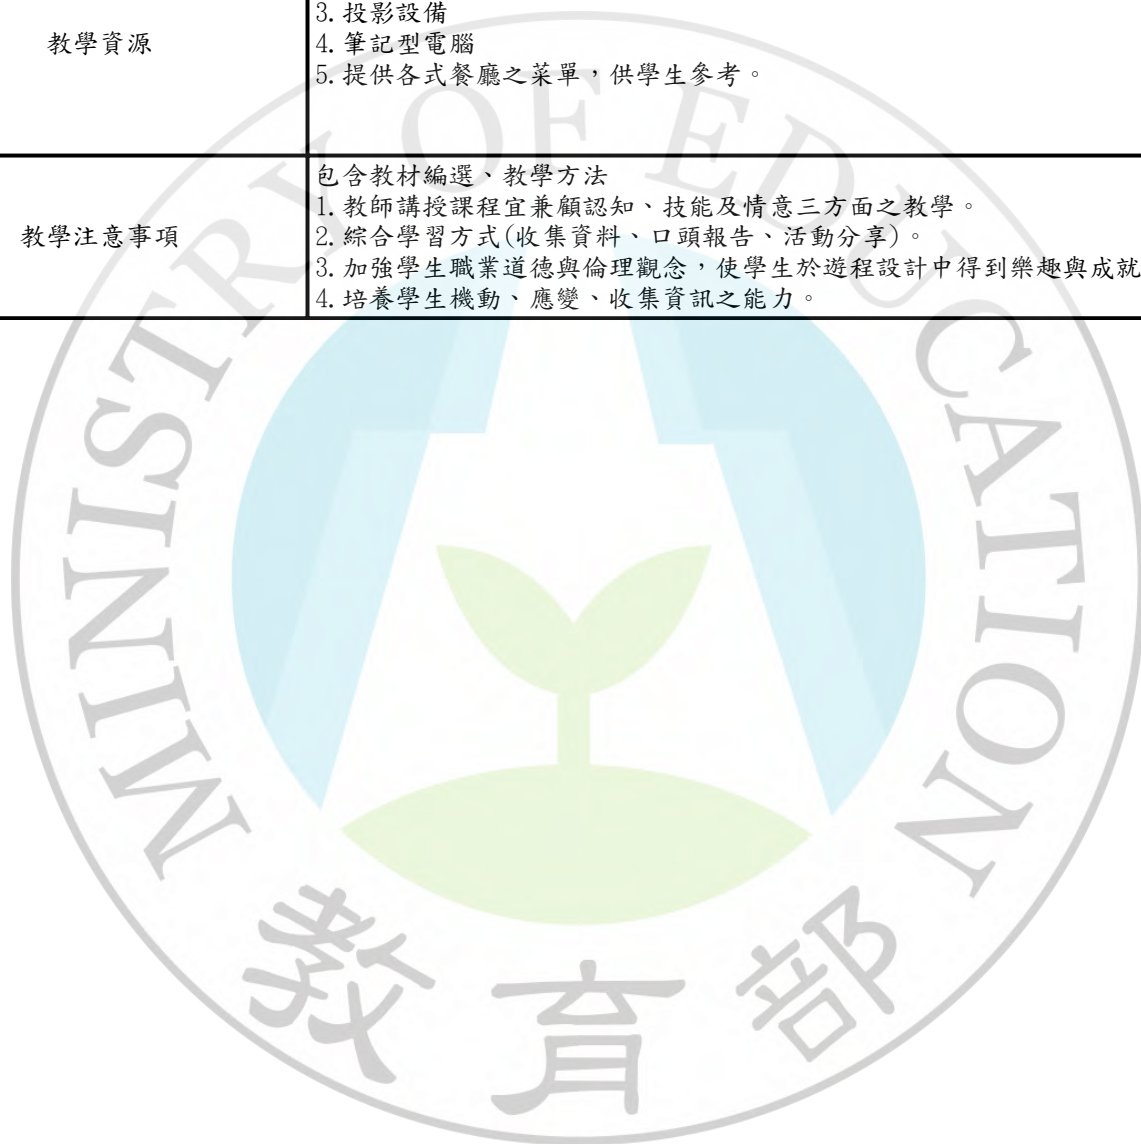 3.投影設備
教學資源
4.筆記型電腦
5.提供各式餐廳之菜單，供學生參考。
包含教材編選、教學方法
1.教師講授課程宜兼顧認知、技能及情意三方面之教學。
教學注意事項
2.綜合學習方式(收集資料、口頭報告、活動分享)。
3.加強學生職業道德與倫理觀念，使學生於遊程設計中得到樂趣與成就
4.培養學生機動、應變、收集資訊之能力。
MINISTRY OF EDUCATION
教育部